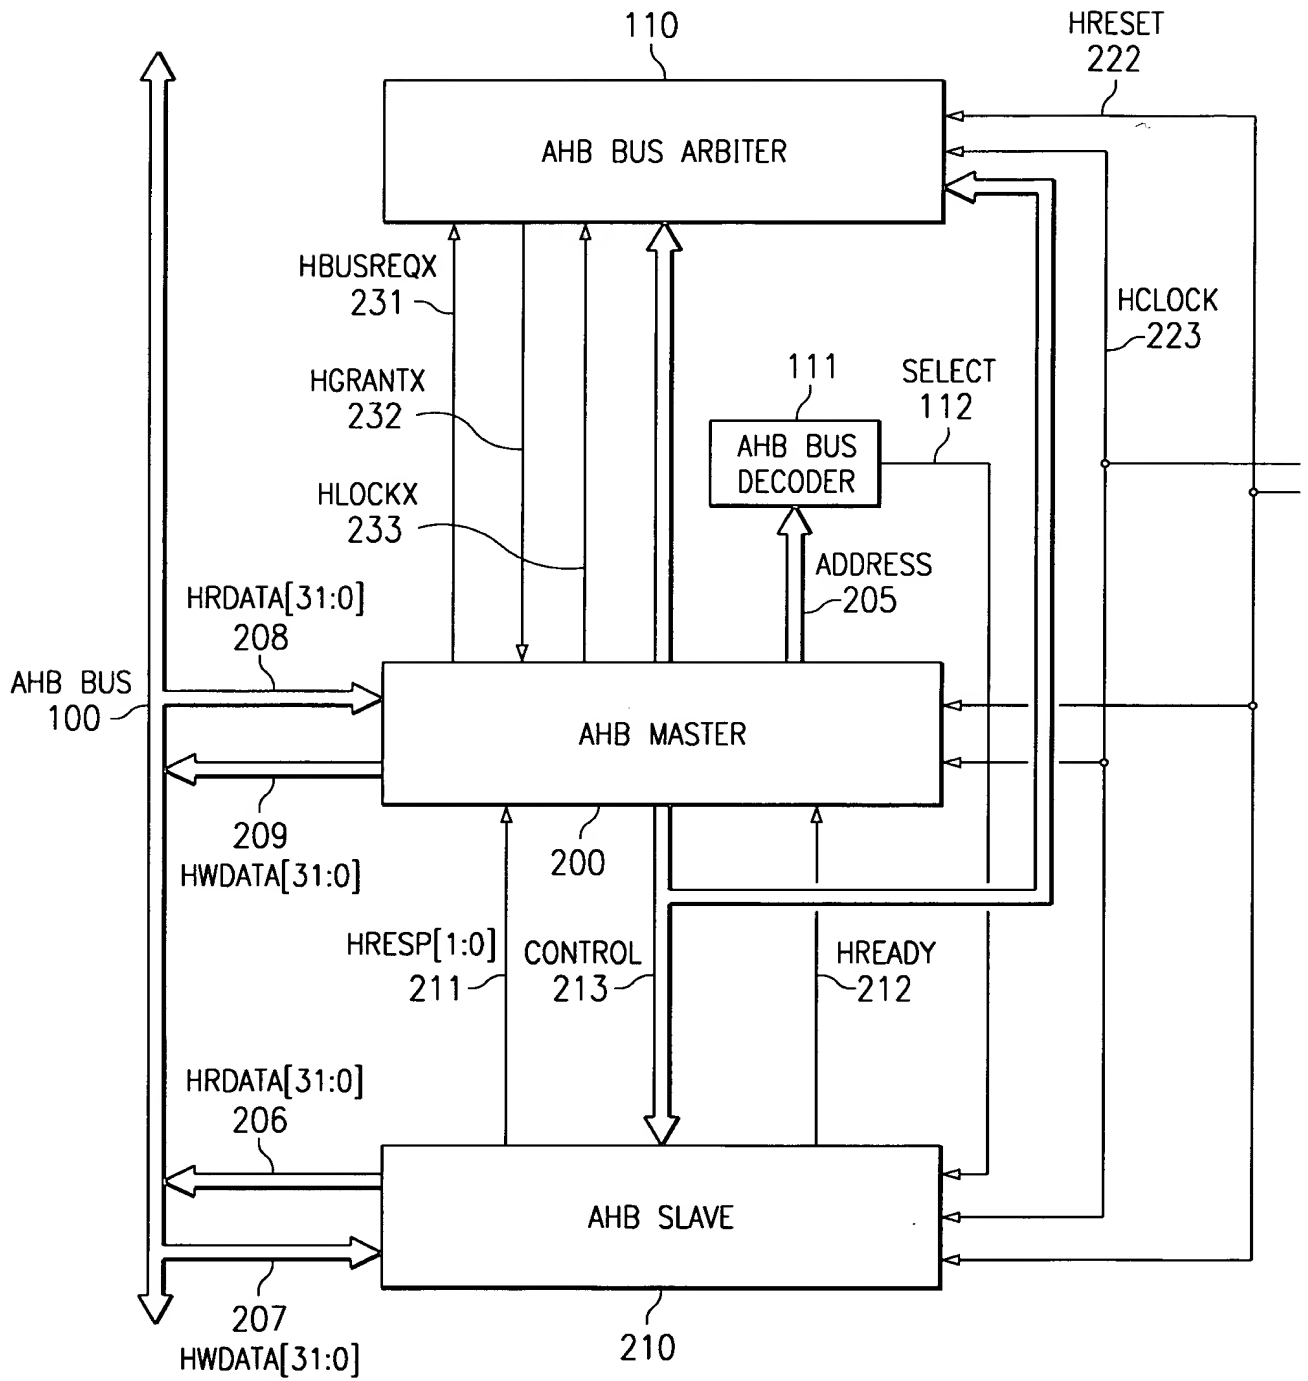 110
HRESET
222
AHB BUS ARBITER
HBUSREQX
231
HCLOCK
223
111
SELECT
112
HGRANTX
232
AHB BUS
DECODER
HLOCKX
233
ADDRESS
205
HRDATA[31:0]
208
AHB BUS
100
AHB MASTER
209
HWDATA[31:0]
200
HRESP[1:0]
211
CONTROL
213
HREADY
212
HRDATA[31:0]
206
AHB SLAVE
207
HWDATA[31:0]
210